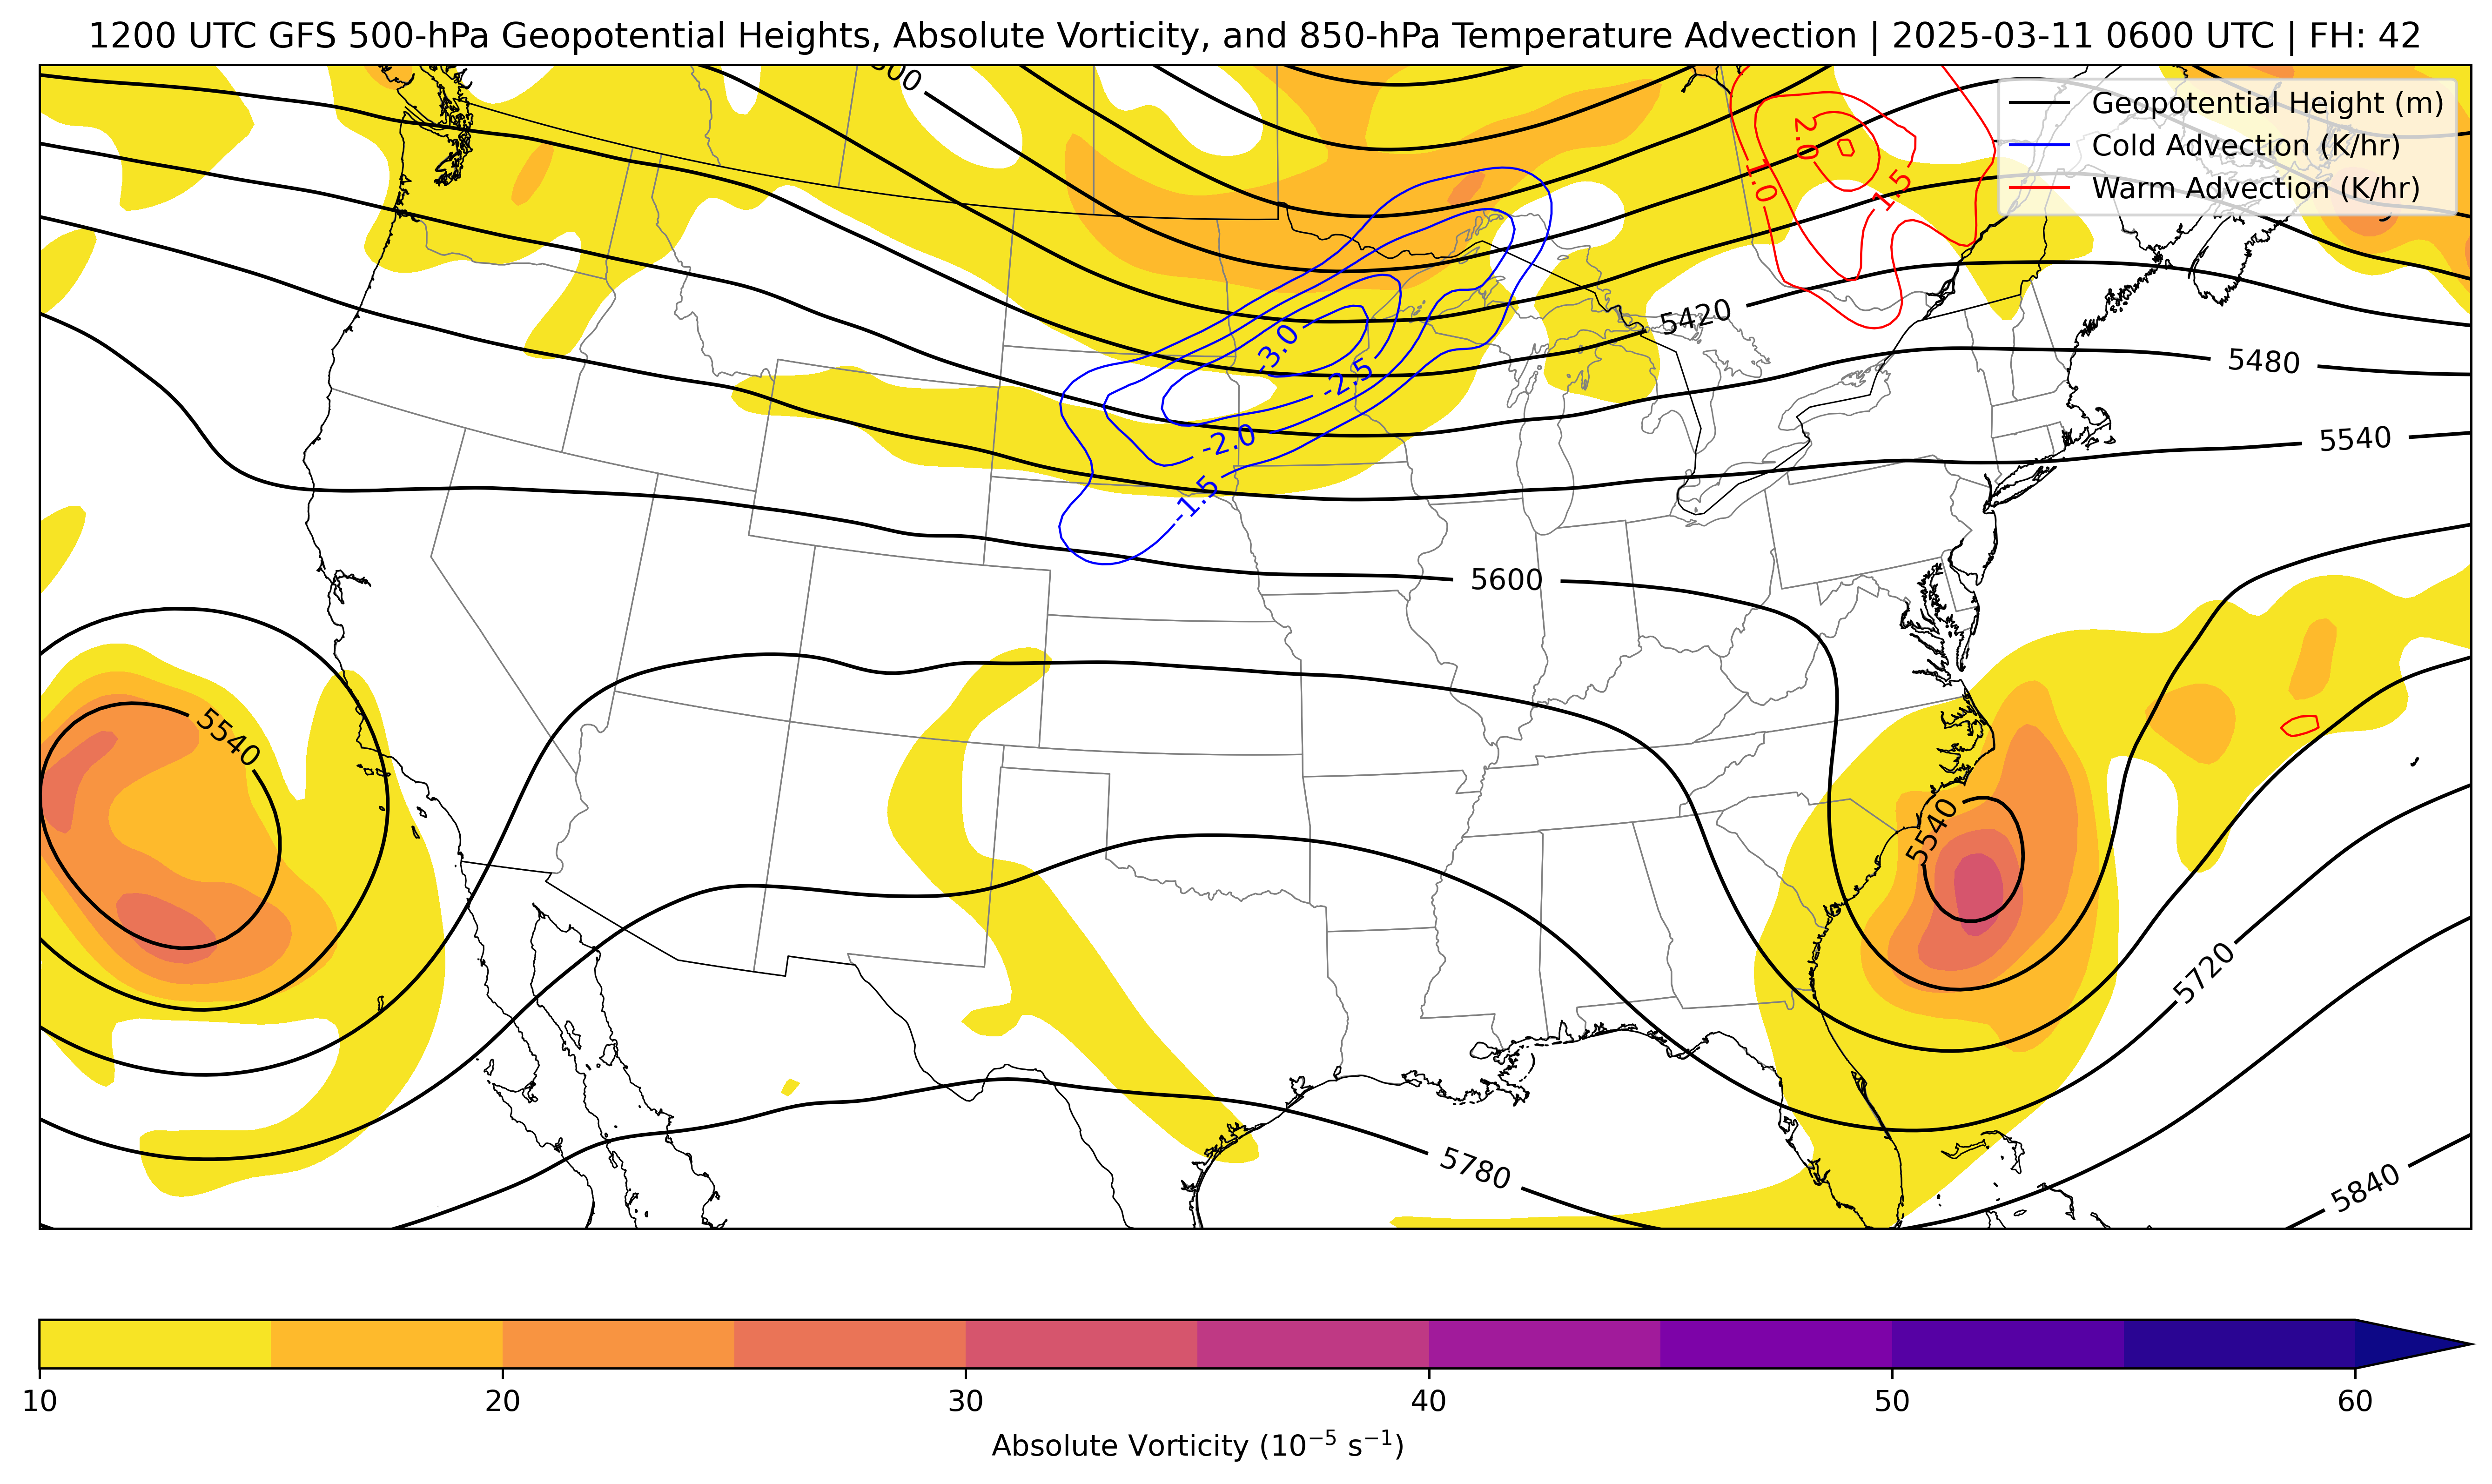 1200 UTC GFS 500-hPa Geopotential Heights, Absolute Vorticity, and 850-hPa Temperature Advection | 2025-03-11 0600 UTC | FH: 42
Geopotential Height (m)
Cold Advection (K/hr)
Warm Advection (K/hr)
2.0
1.0
1.5
5420
-3.0
-2.5
5480
-2.0
5540
-1.5
5600
5540
5540
5720
5780
5840
10 20 30 40 50 60
Absolute Vorticity (10⁻⁵ s⁻¹)